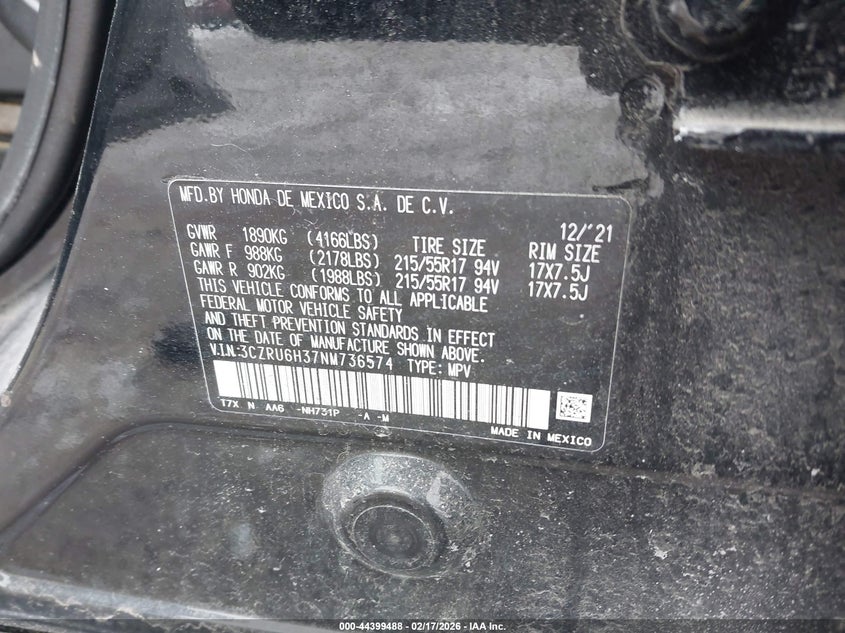 MFD.BY HONDA DE MEXICO S.A. DE C.V.
12/'21
GVWR 1890KG (4166LBS) TIRE SIZE RIM SIZE
GAWR F 988KG (2178LBS) 215/55R17 94V 17X7.5J
GAWR R 902KG (1988LBS) 215/55R17 94V 17X7.5J
THIS VEHICLE CONFORMS TO ALL APPLICABLE
FEDERAL MOTOR VEHICLE SAFETY
AND THEFT PREVENTION STANDARDS IN EFFECT
ON THE DATE OF MANUFACTURE SHOWN ABOVE.
V.I.N:3CZRU6H37NM736574 TYPE: MPV
T7X N AA6 -NH731P -A -M
MADE IN MEXICO
000-44399488 - 02/17/2026 - IAA Inc.